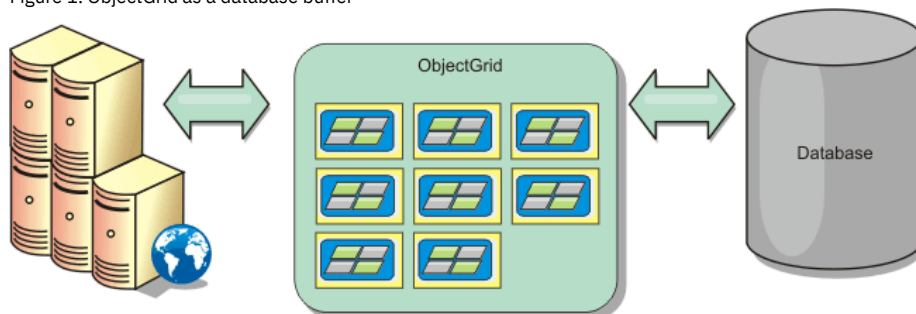 Figure 1. ObjectGrid as a database buffer
ObjectGrid
Database